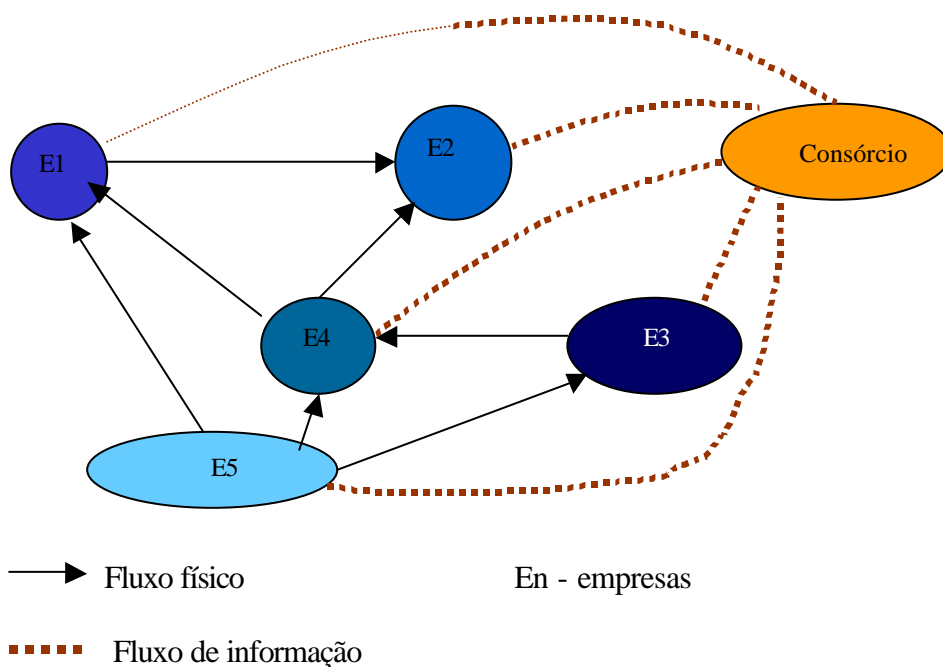 E1
E2
Consórcio
E4
E3
E5
Fluxo físico
En - empresas
Fluxo de informação